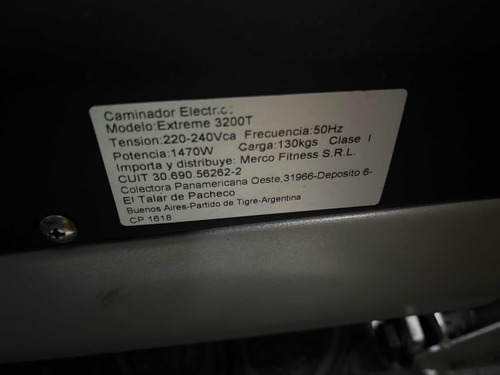 Caminador Electrico
Modelo:Extreme 3200T
Tension:220-240Vca Frecuencia:50Hz
Potencia:1470W Carga:130kgs Clase I
Importa y distribuye: Merco Fitness S.R.L.
CUIT 30.690.56262-2
Colectora Panamericana Oeste,31966-Deposito 6-
El Talar de Pacheco
Buenos Aires-Partido de Tigre-Argentina
CP 1618